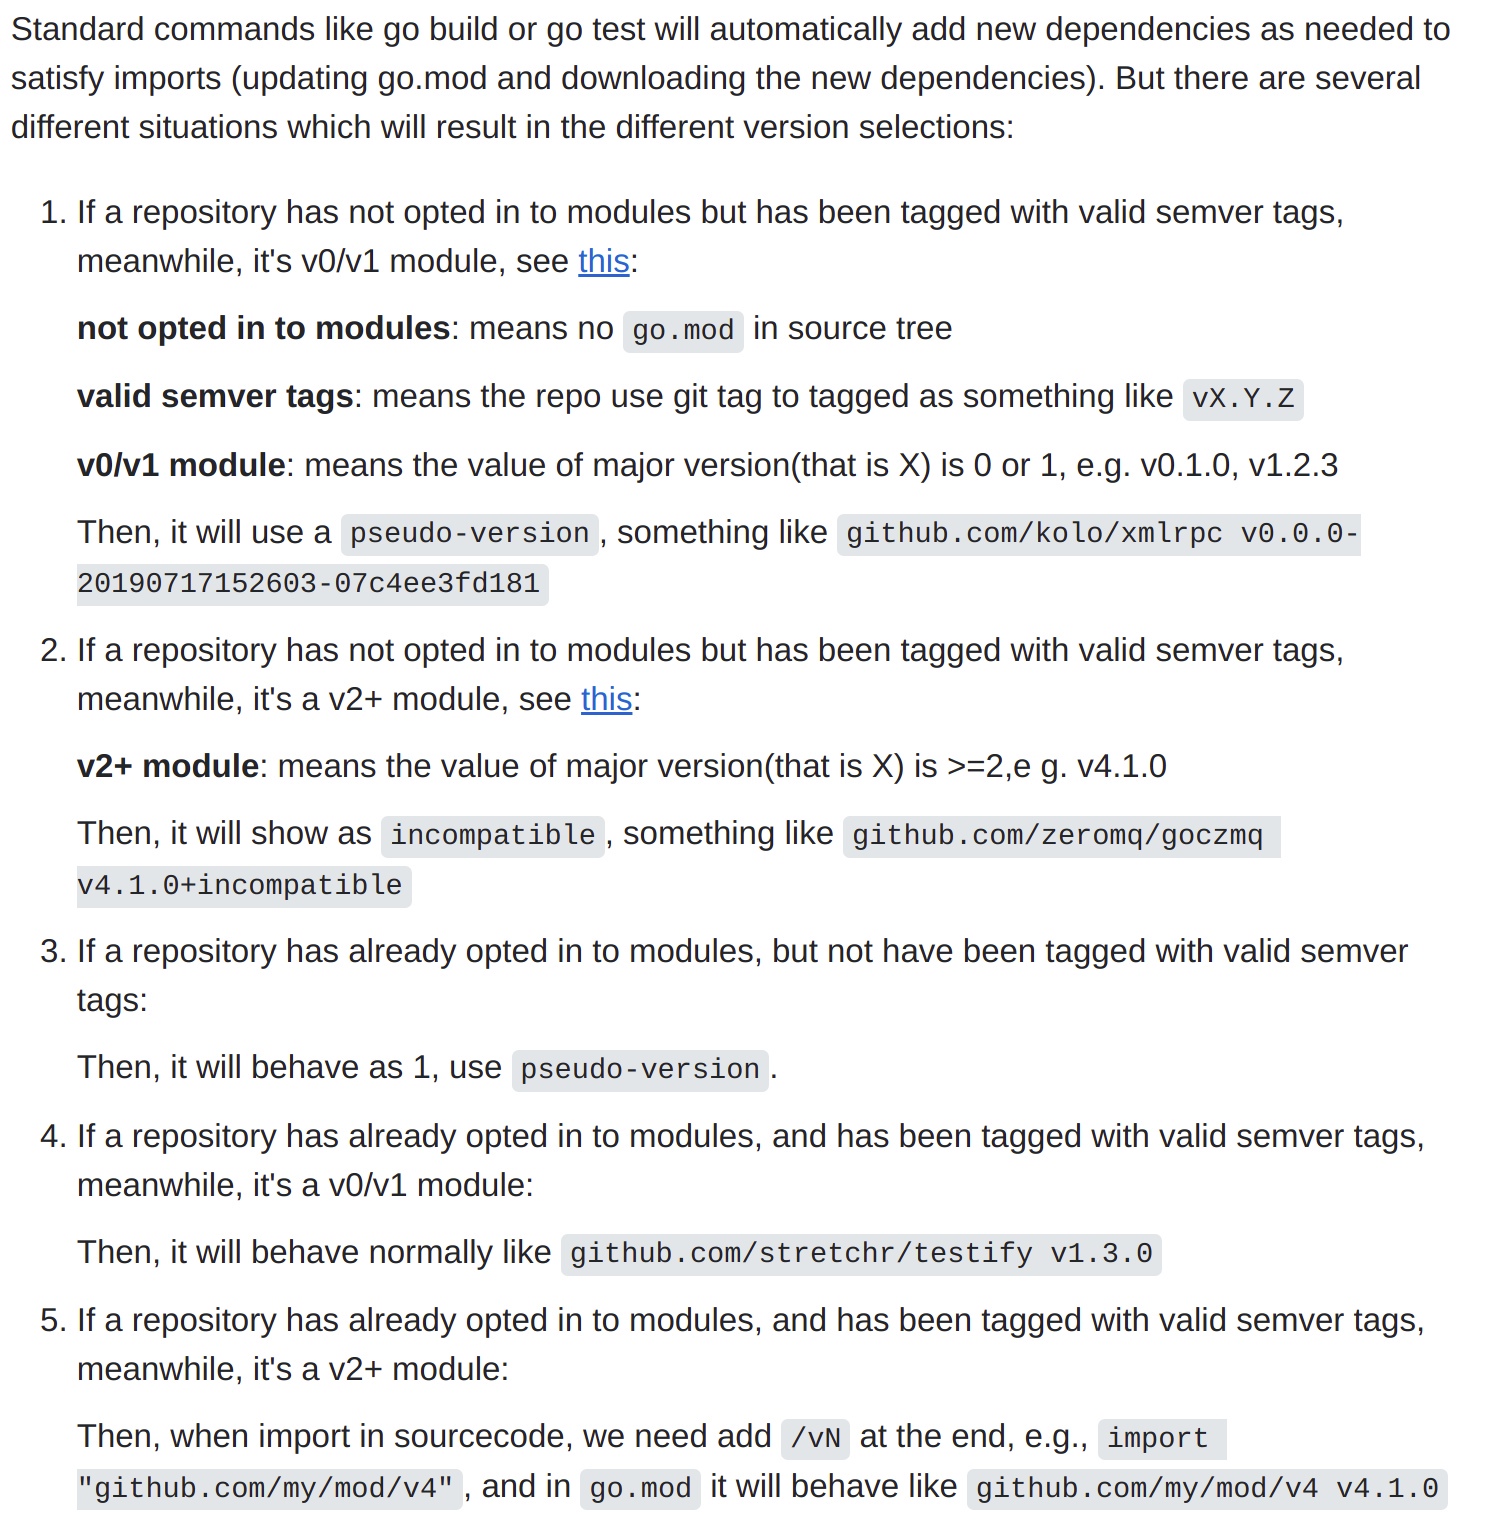 Standard commands like go build or go test will automatically add new dependencies as needed to
satisfy imports (updating go.mod and downloading the new dependencies). But there are several
different situations which will result in the different version selections:
1. If a repository has not opted in to modules but has been tagged with valid semver tags,
meanwhile, it's v0/v1 module, see this:
not opted in to modules: means no go.mod in source tree
valid semver tags: means the repo use git tag to tagged as something like vX.Y.Z
v0/v1 module: means the value of major version(that is X) is 0 or 1, e.g. v0.1.0, v1.2.3
Then, it will use a pseudo-version, something like github.com/kolo/xmlrpc v0.0.0-
20190717152603-07c4ee3fd181
2. If a repository has not opted in to modules but has been tagged with valid semver tags,
meanwhile, it's a v2+ module, see this:
v2+ module: means the value of major version(that is X) is >=2,e g. v4.1.0
Then, it will show as incompatible, something like github.com/zeromq/goczmq
v4.1.0+incompatible
3. If a repository has already opted in to modules, but not have been tagged with valid semver
tags:
Then, it will behave as 1, use pseudo-version.
4. If a repository has already opted in to modules, and has been tagged with valid semver tags,
meanwhile, it's a v0/v1 module:
Then, it will behave normally like github.com/stretchr/testify v1.3.0
5. If a repository has already opted in to modules, and has been tagged with valid semver tags,
meanwhile, it's a v2+ module:
Then, when import in sourcecode, we need add /vN at the end, e.g., import
"github.com/my/mod/v4", and in go.mod it will behave like github.com/my/mod/v4 v4.1.0